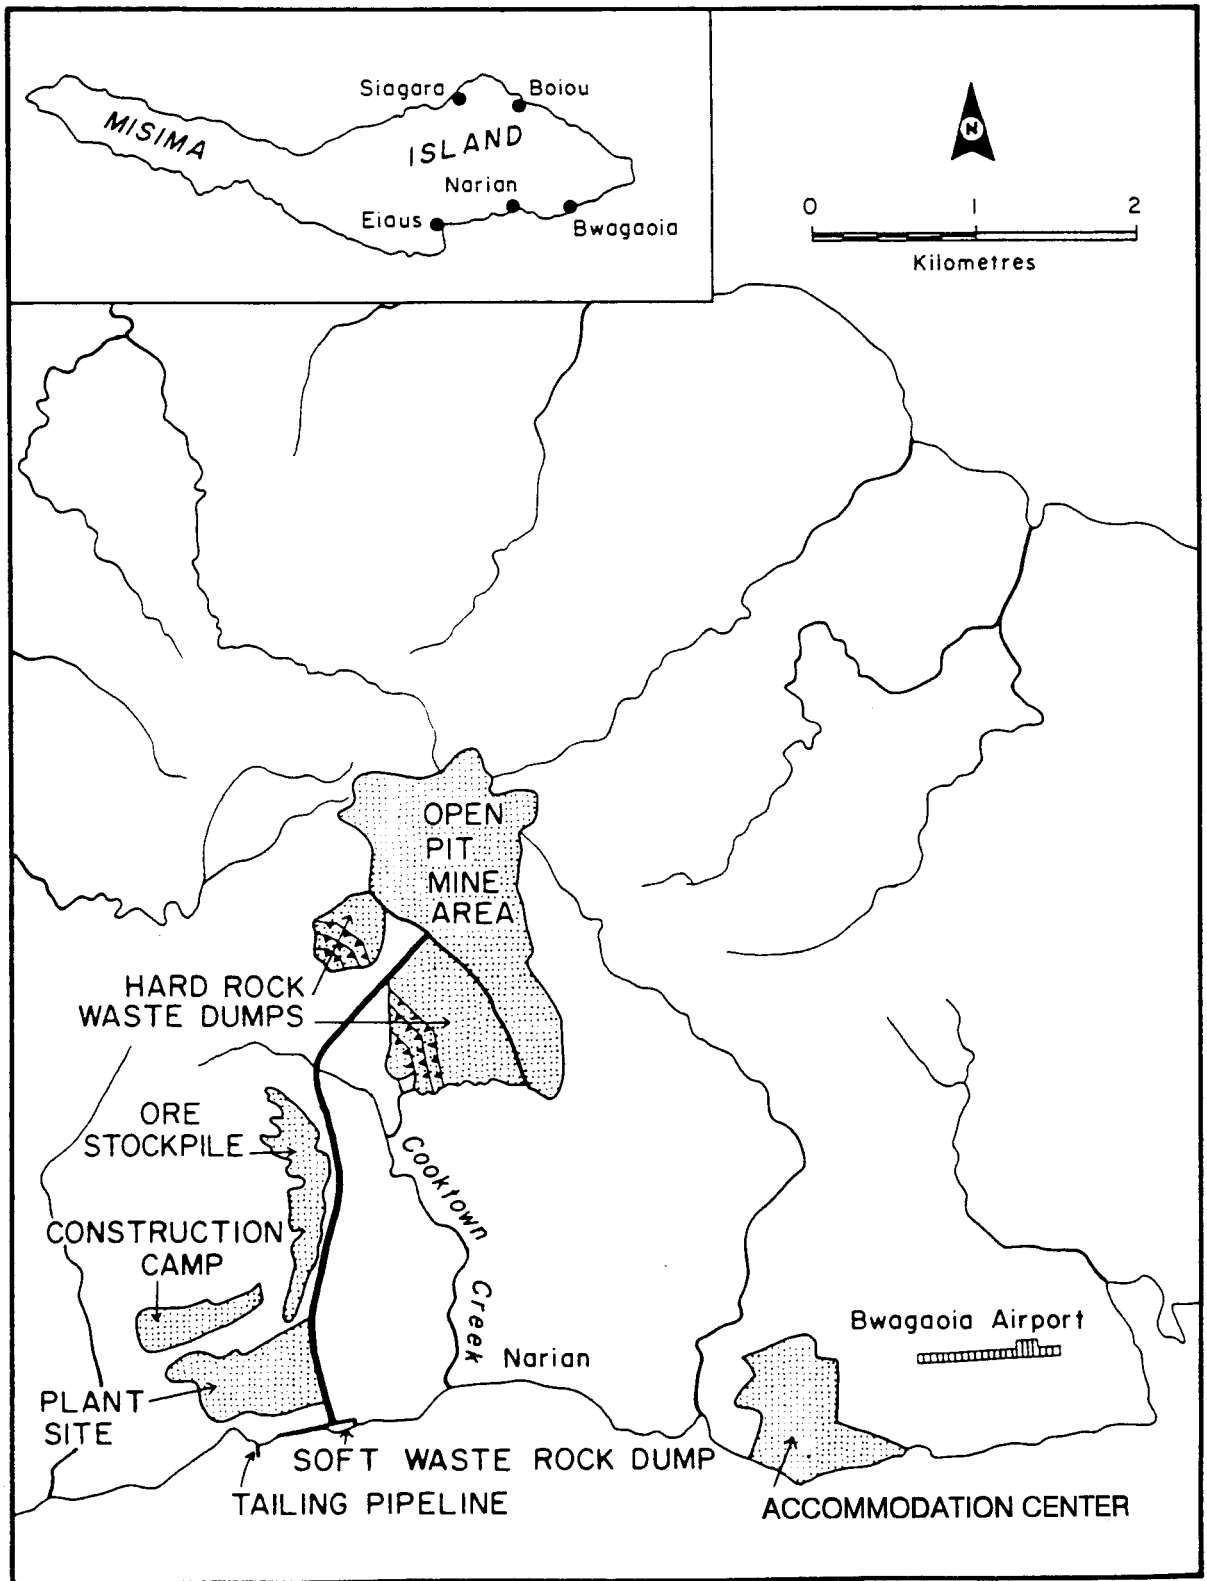 Siagara
Boiou
MISIMA
ISLAND
Narian
Eiaus
Bwagaoia
N
0 1 2
Kilometres
OPEN
PIT
MINE
AREA
HARD ROCK
WASTE DUMPS
ORE
STOCKPILE
Cooktown
Creek
CONSTRUCTION
CAMP
Bwagaoia Airport
Narian
PLANT
SITE
SOFT WASTE ROCK DUMP
TAILING PIPELINE
ACCOMMODATION CENTER